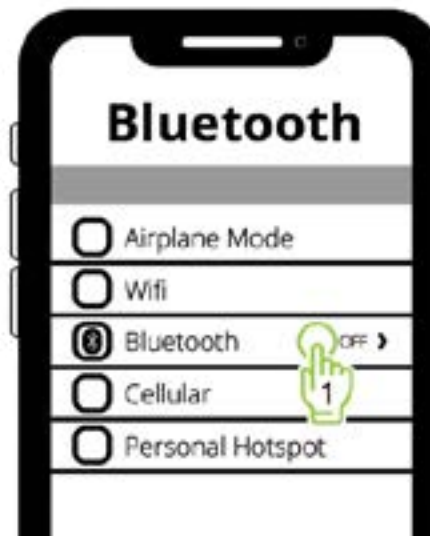 Bluetooth
Airplane Mode
Wifi
Bluetooth OFF
1
Cellular
Personal Hotspot